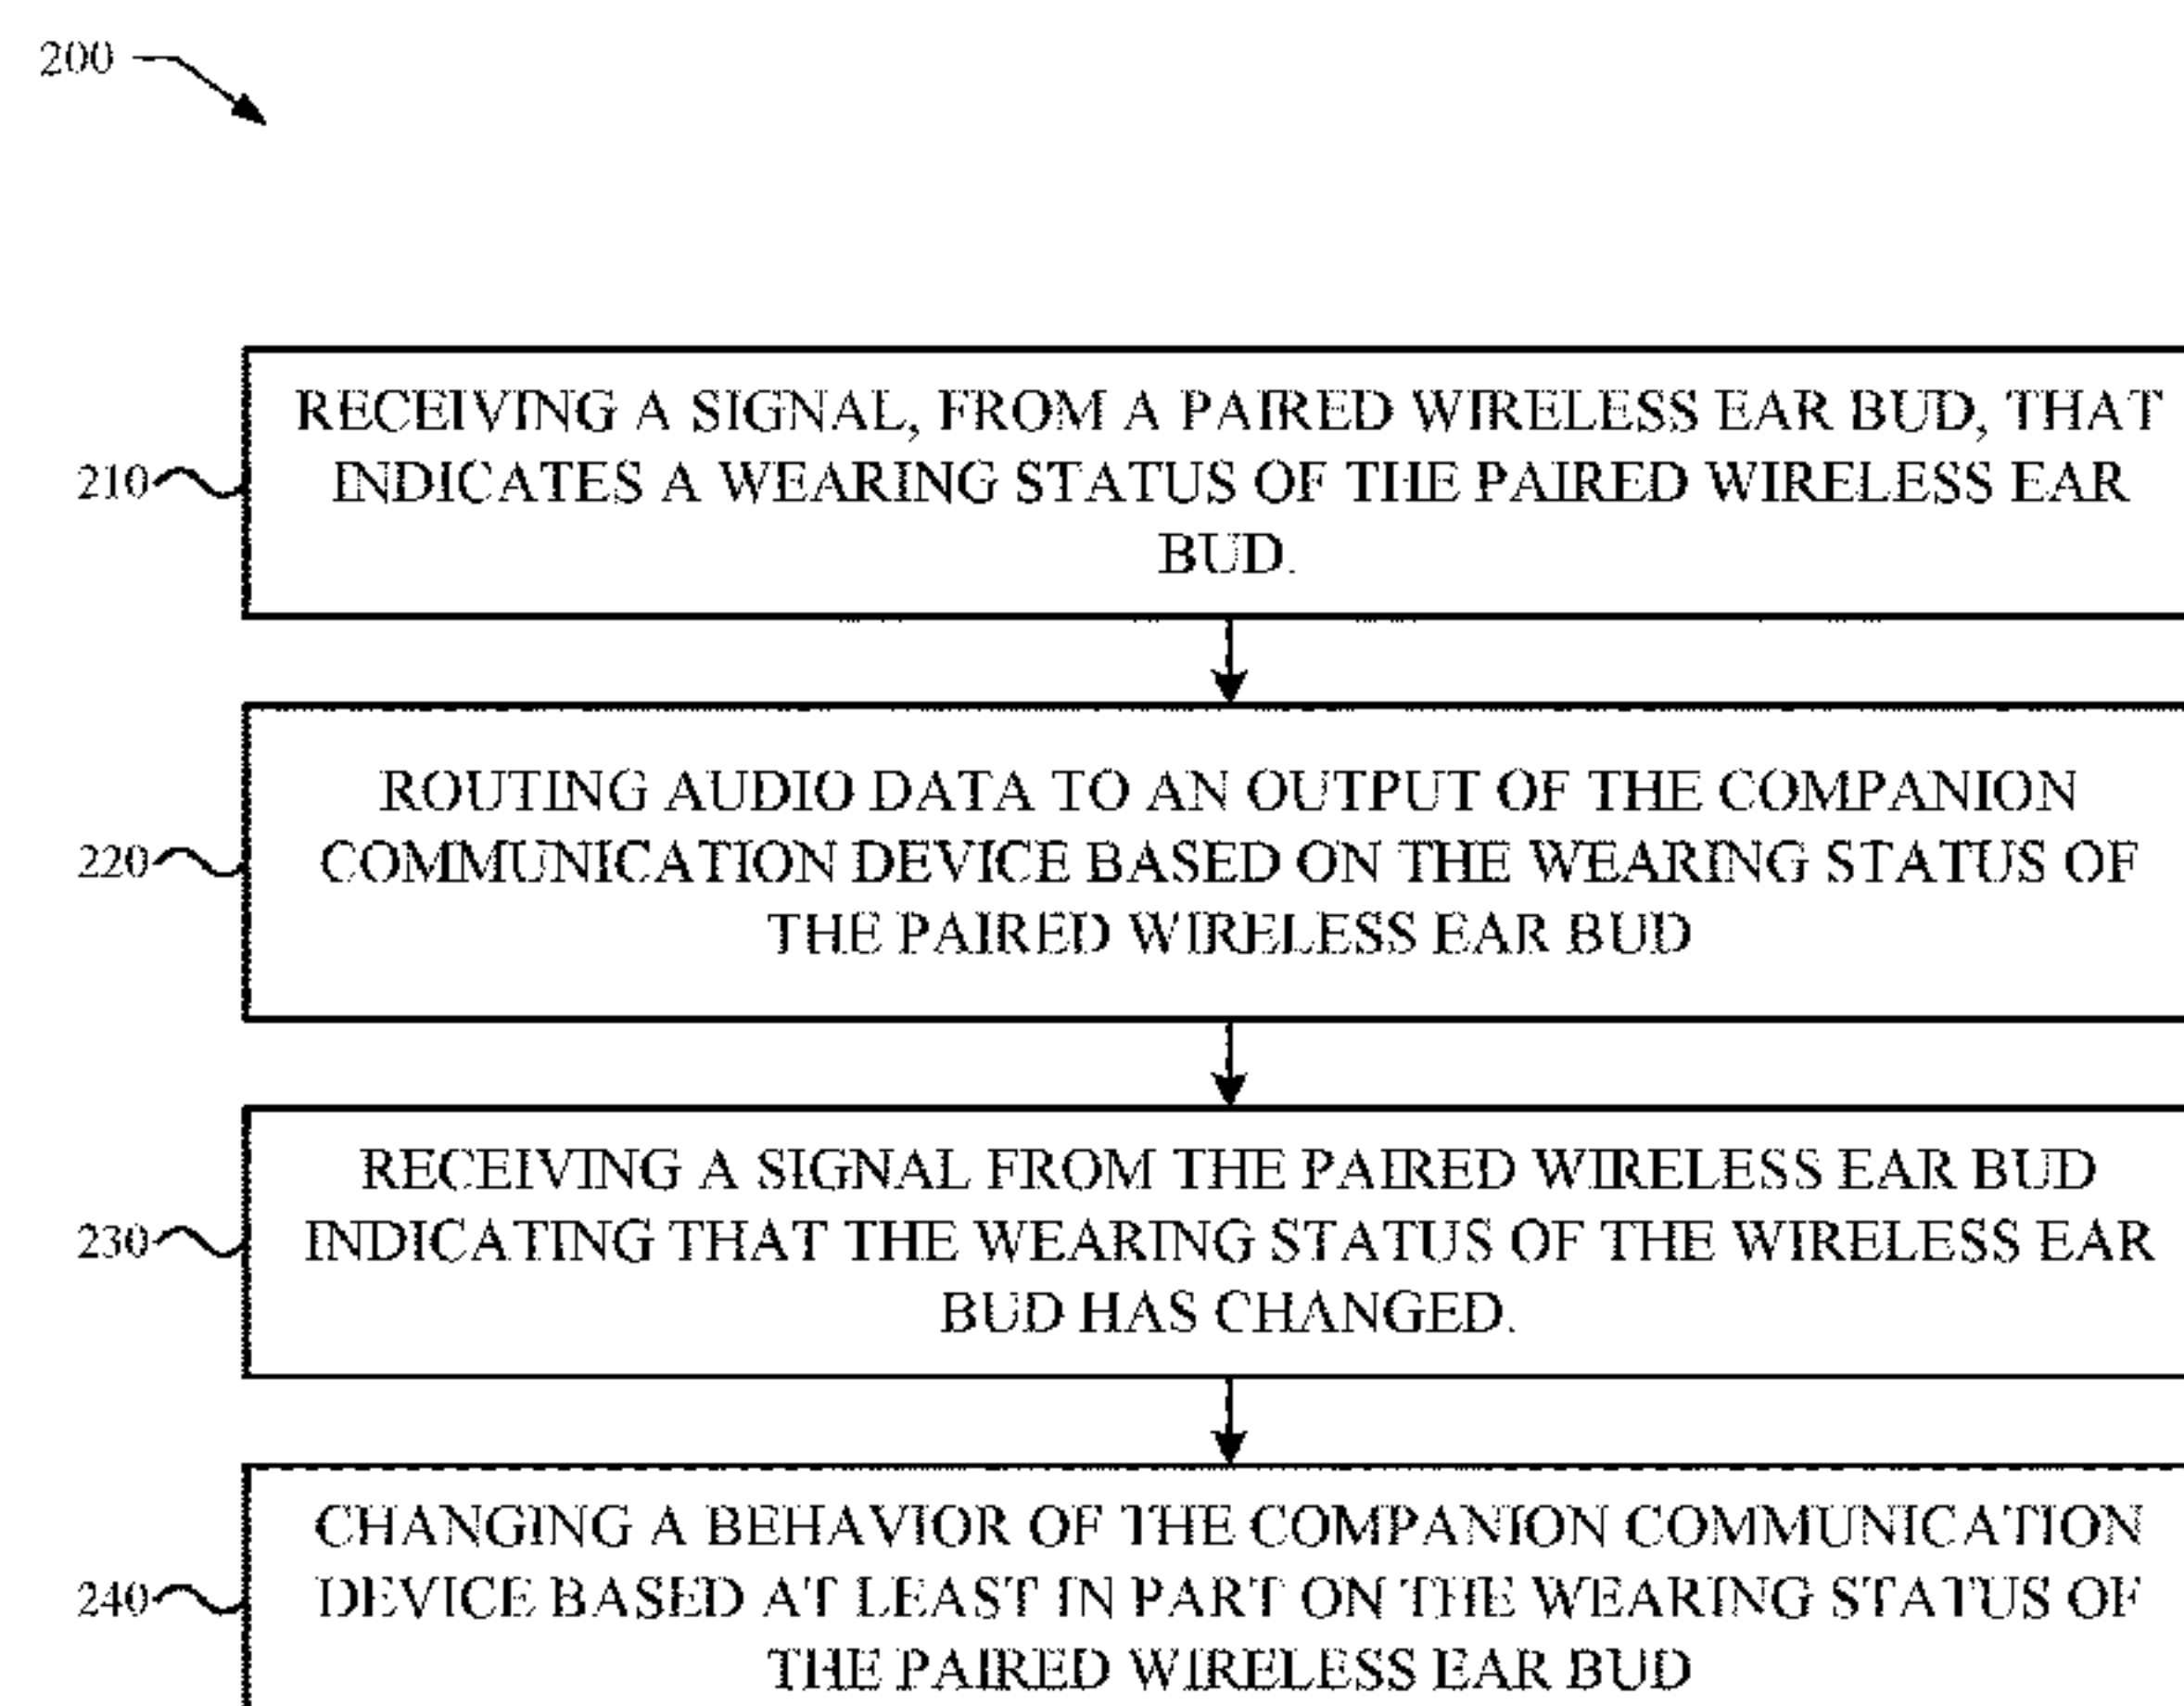 200
RECEIVING A SIGNAL, FROM A PAIRED WIRELESS EAR BUD, THAT
210 INDICATES A WEARING STATUS OF THE PAIRED WIRELESS EAR
BUD.
ROUTING AUDIO DATA TO AN OUTPUT OF THE COMPANION
220 COMMUNICATION DEVICE BASED ON THE WEARING STATUS OF
THE PAIRED WIRELESS EAR BUD
RECEIVING A SIGNAL FROM THE PAIRED WIRELESS EAR BUD
230 INDICATING THAT THE WEARING STATUS OF THE WIRELESS EAR
BUD HAS CHANGED.
CHANGING A BEHAVIOR OF THE COMPANION COMMUNICATION
240 DEVICE BASED AT LEAST IN PART ON THE WEARING STATUS OF
THE PAIRED WIRELESS EAR BUD